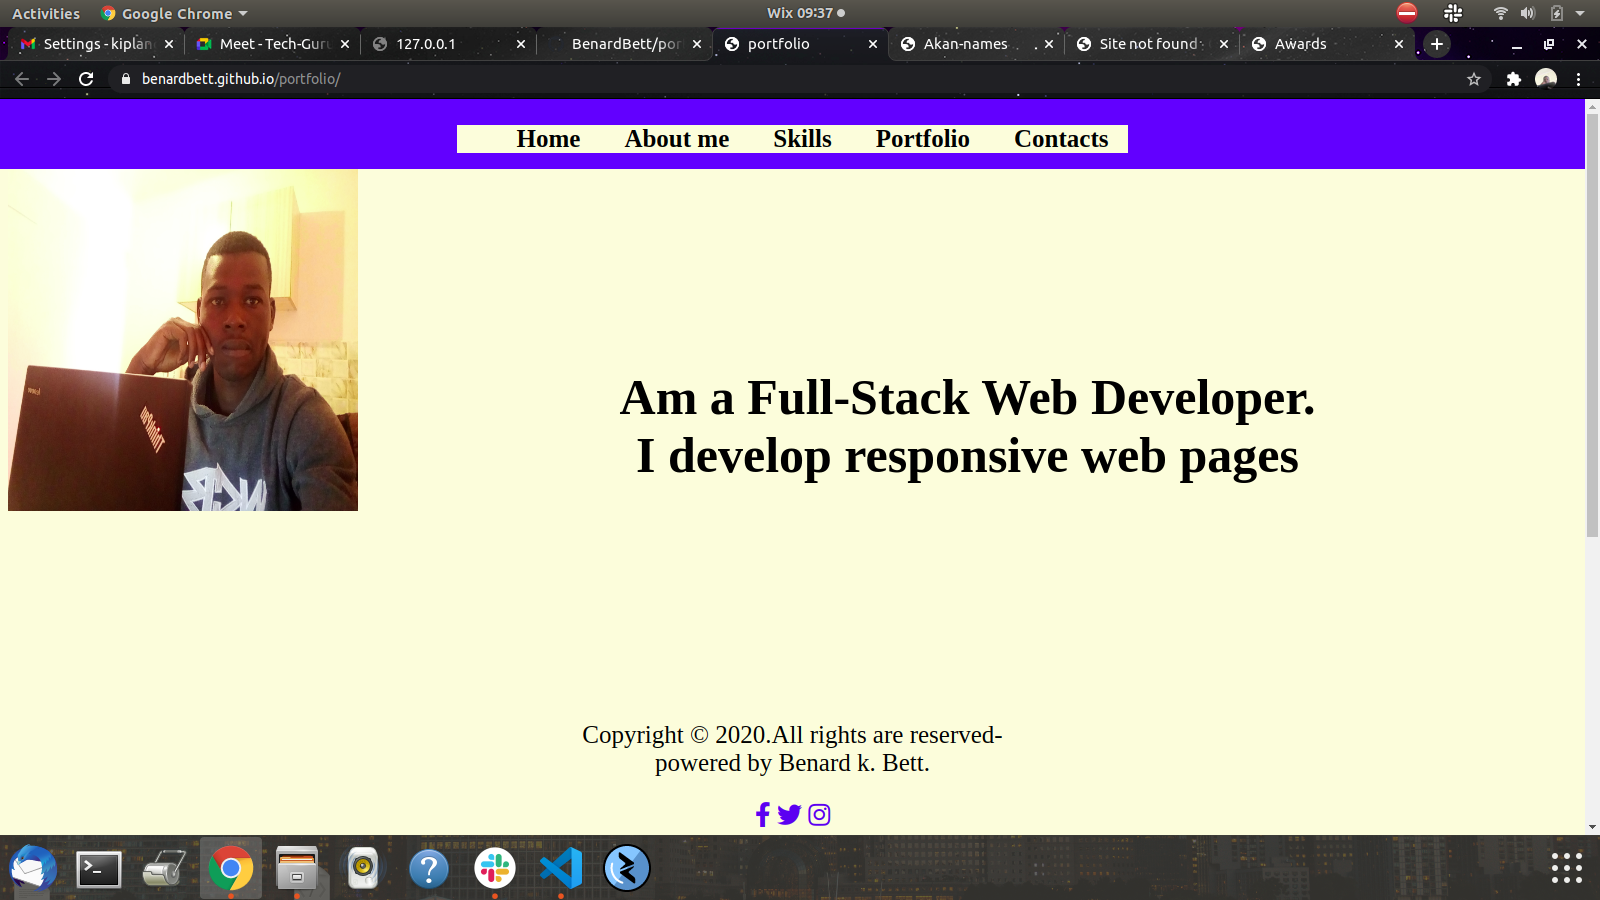 Activities Google Chrome Wix 09:37
Settings - kiplan Meet - Tech-Guru 127.0.0.1 BenardBett/por portfolio Akan-names Site not found Awards
benardbett.github.io/portfolio/
Home About me Skills Portfolio Contacts
Am a Full-Stack Web Developer.
I develop responsive web pages
Copyright © 2020.All rights are reserved-
powered by Benard k. Bett.